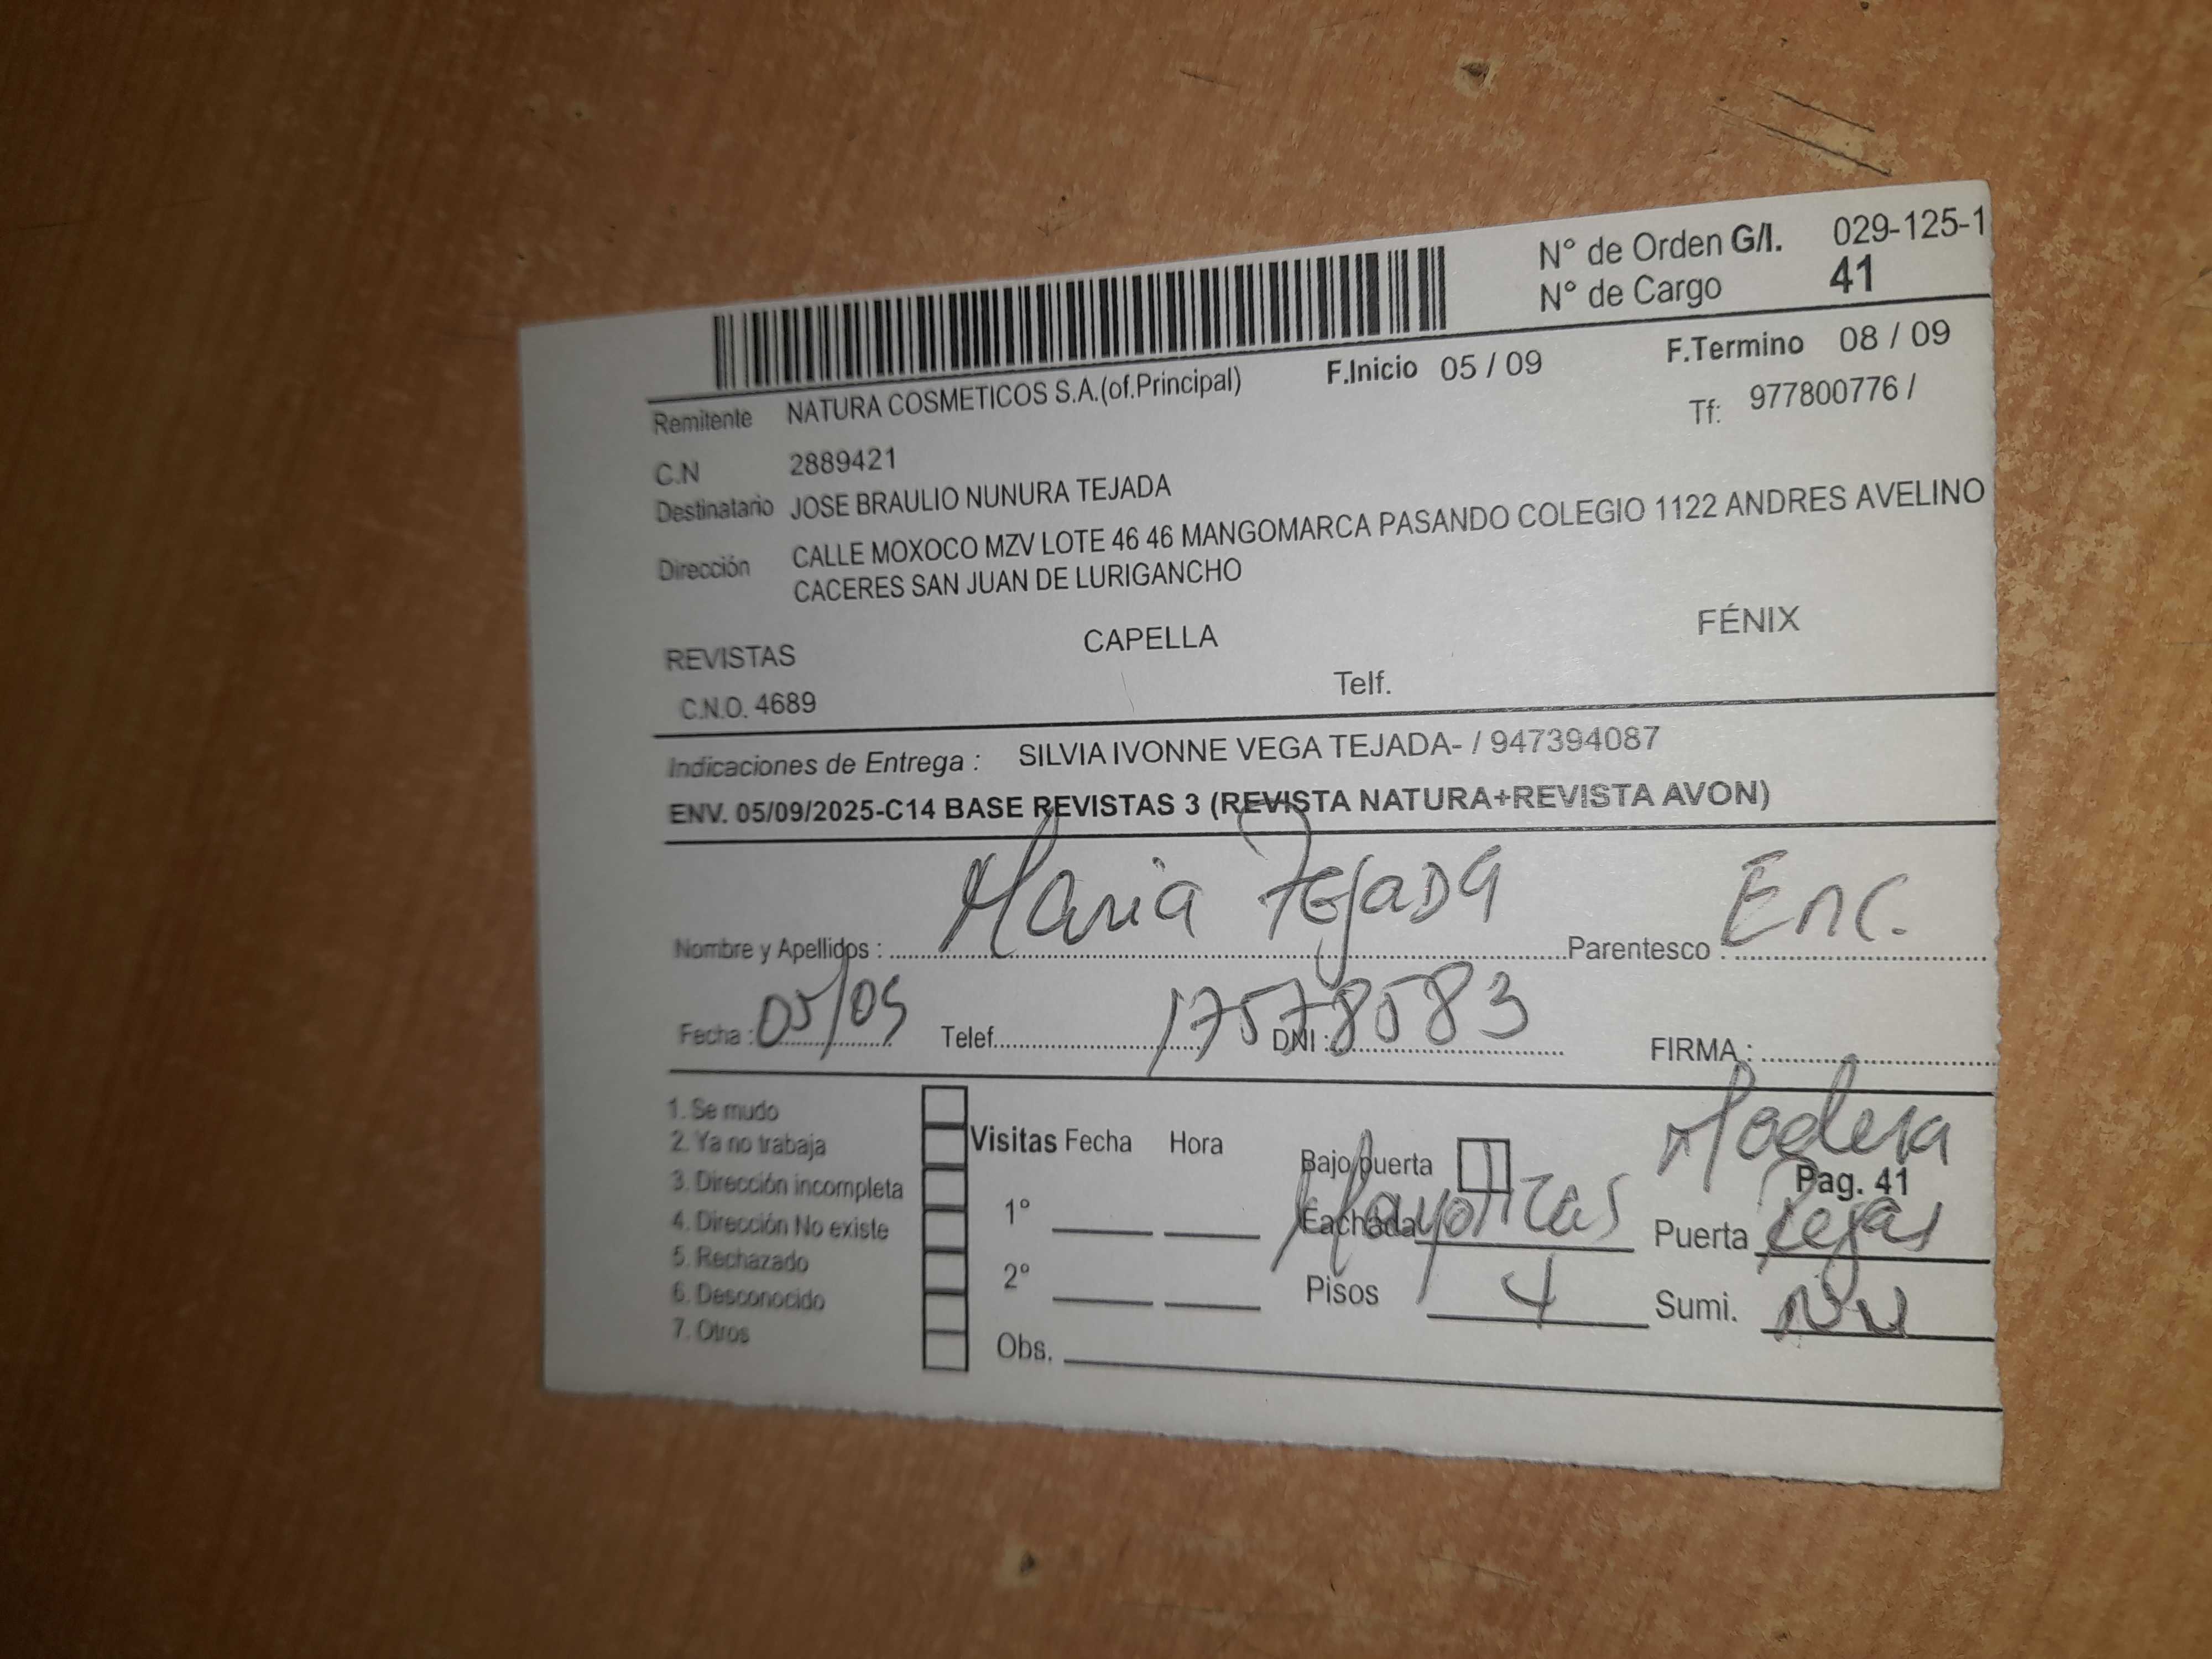 N° de Orden G/I. 029-125-1
N° de Cargo 41
F.Inicio 05 / 09 F.Termino 08 / 09
Remitente NATURA COSMETICOS S.A.(of.Principal) Tf: 977800776 /
C.N 2889421
Destinatario JOSE BRAULIO NUNURA TEJADA
Dirección CALLE MOXOCO MZV LOTE 46 46 MANGOMARCA PASANDO COLEGIO 1122 ANDRES AVELINO
CACERES SAN JUAN DE LURIGANCHO
REVISTAS CAPELLA FÉNIX
C.N.O. 4689 Telf.
Indicaciones de Entrega : SILVIA IVONNE VEGA TEJADA- / 947394087
ENV. 05/09/2025-C14 BASE REVISTAS 3 (REVISTA NATURA+REVISTA AVON)
Nombre y Apellidos : Maria TEJADA Parentesco : Enc.
Fecha : 05/09 Telef. DNI : 17578583 FIRMA :
1. Se mudo
2. Ya no trabaja
3. Dirección incompleta
4. Dirección No existe
5. Rechazado
6. Desconocido
7. Otros
Visitas Fecha Hora
1°
2°
Obs.
Bajo puerta Madera
Pag. 41
Fachada Mayolicas Puerta Rejas
Pisos 4 Sumi.